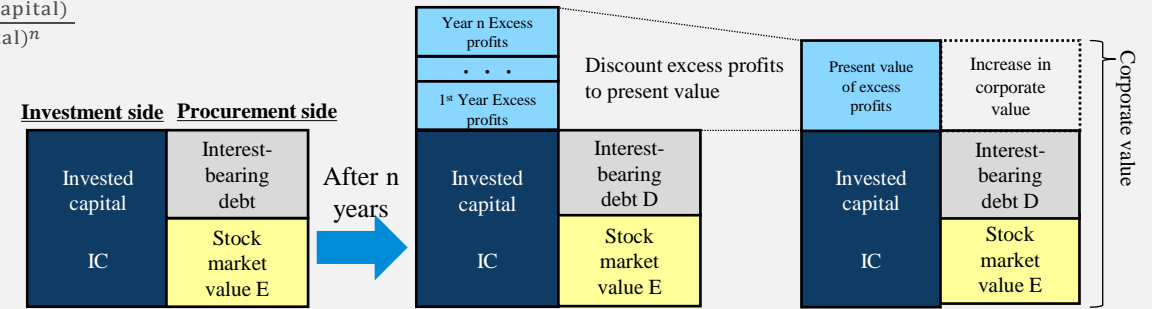 apital)
tal)ⁿ
Investment side
Procurement side
Invested
capital
IC
Interest-
bearing
debt
Stock
market
value E
After n
years
Year n Excess
profits
. . .
1st Year Excess
profits
Invested
capital
IC
Interest-
bearing
debt D
Stock
market
value E
Discount excess profits
to present value
Present value
of excess
profits
Increase in
corporate
value
Invested
capital
IC
Interest-
bearing
debt D
Stock
market
value E
Corporate value